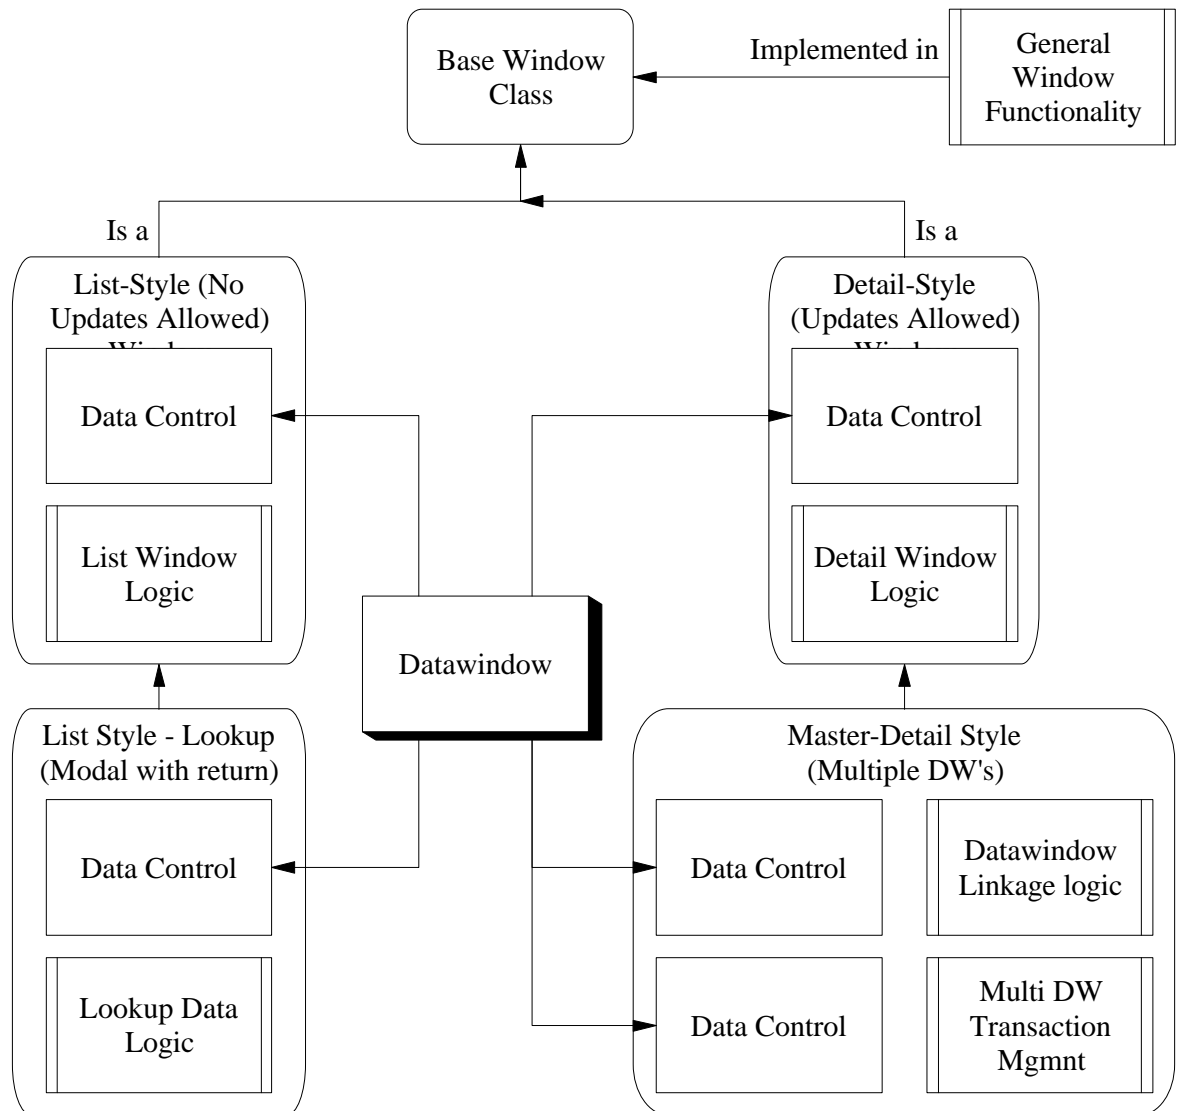 Base Window
Class
Implemented in
General
Window
Functionality
Is a
Is a
List-Style (No
Updates Allowed)
Detail-Style
(Updates Allowed)
Data Control
Data Control
List Window
Logic
Detail Window
Logic
Datawindow
List Style - Lookup
(Modal with return)
Master-Detail Style
(Multiple DW's)
Data Control
Data Control
Datawindow
Linkage logic
Lookup Data
Logic
Data Control
Multi DW
Transaction
Mgmnt